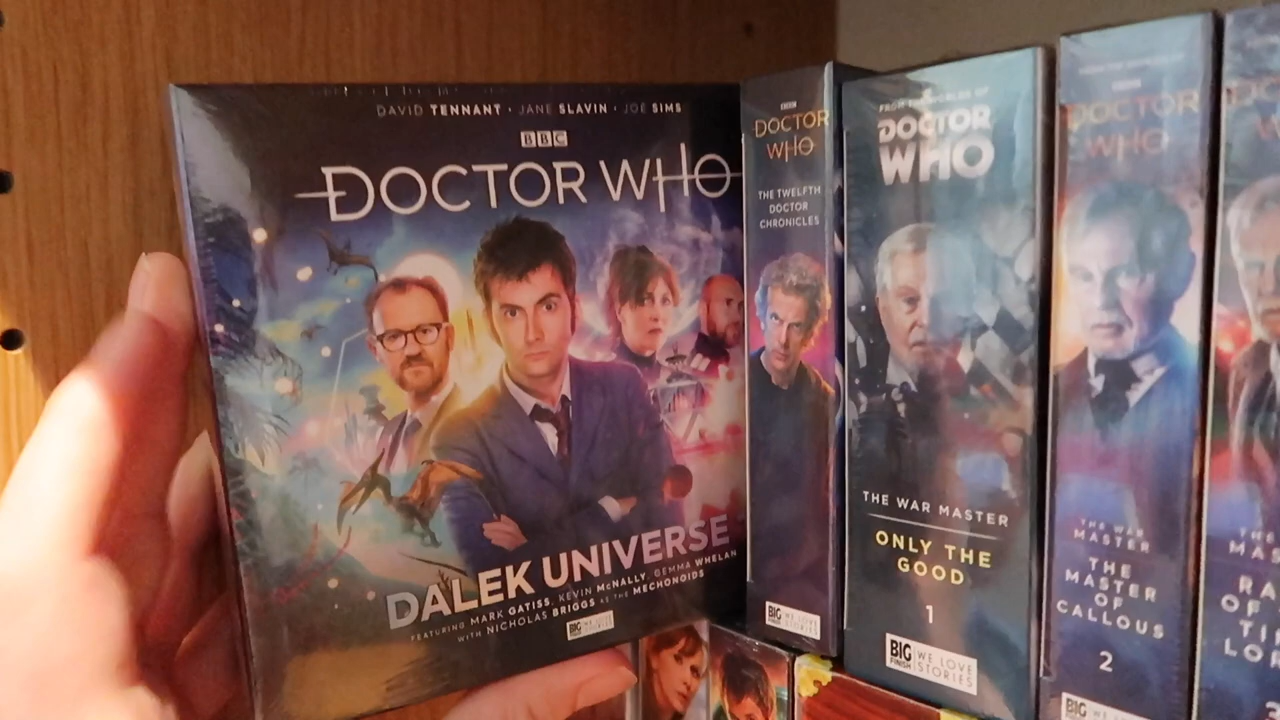 DAVID TENNANT · JANE SLAVIN · JOE SIMS
BBC
DOCTOR WHO
DALEK UNIVERSE
FEATURING MARK GATISS, KEVIN McNALLY, GEMMA WHELAN
WITH NICHOLAS BRIGGS AS THE MECHONOIDS
BIG FINISH
WE LOVE STORIES
BBC
DOCTOR
WHO
THE TWELFTH
DOCTOR
CHRONICLES
BIG FINISH
WE LOVE
STORIES
FROM THE WORLDS OF
DOCTOR
WHO
THE WAR MASTER
ONLY THE
GOOD
1
BIG
FINISH
WE LOVE
STORIES
BBC
DOCTOR
WHO
THE WAR
MASTER
THE
MASTER
OF
CALLOUS
2
BIG